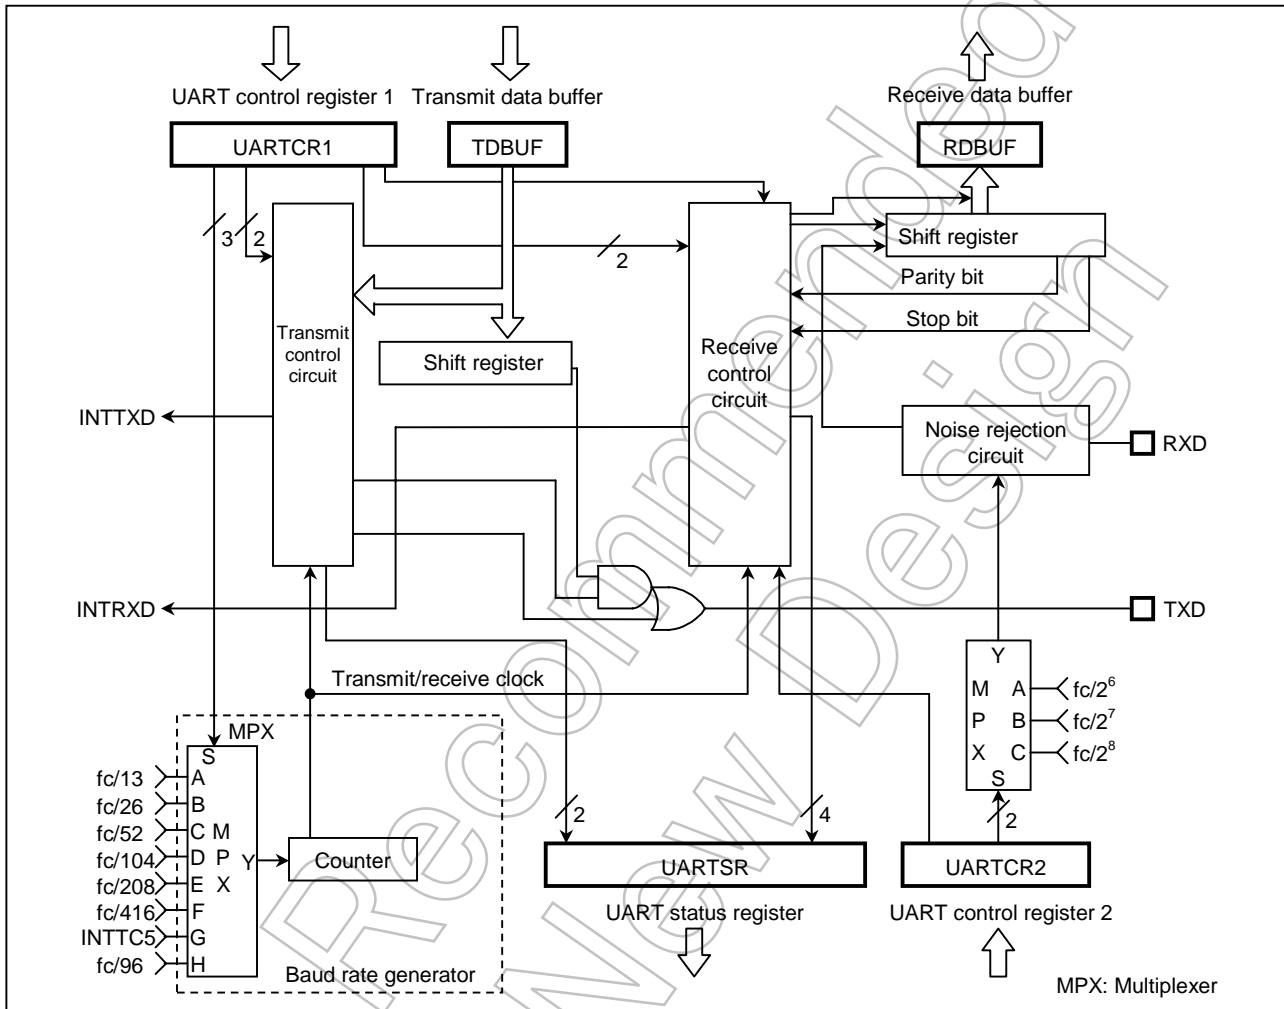 UART control register 1
Transmit data buffer
Receive data buffer
UARTCR1
TDBUF
RDBUF
3
2
2
Shift register
Parity bit
Stop bit
Transmit
control
circuit
Shift register
Receive
control
circuit
INTTXD
Noise rejection
circuit
RXD
INTRXD
TXD
Transmit/receive clock
Y
M
P
X
A
B
C
S
fc/2^6
fc/2^7
fc/2^8
2
MPX
S
fc/13
A
fc/26
B
fc/52
C
M
fc/104
D
P
Y
fc/208
E
X
fc/416
F
INTTC5
G
fc/96
H
Counter
Baud rate generator
2
4
UARTSR
UART status register
UARTCR2
UART control register 2
MPX: Multiplexer
Recommended
New Design